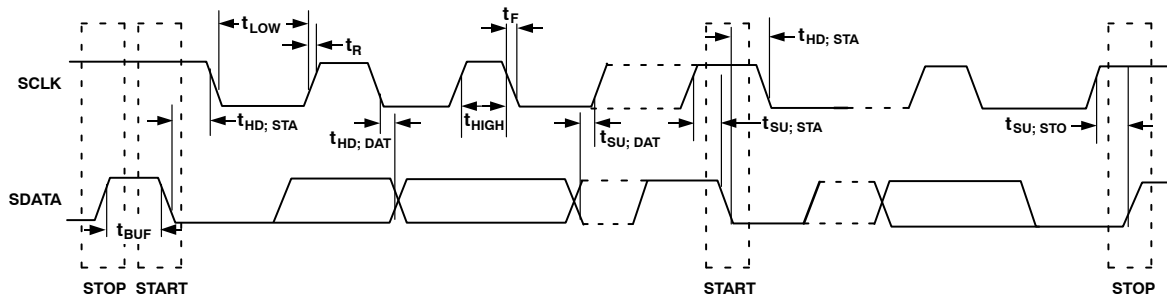 tLOW
tR
tF
tHD; STA
SCLK
tHD; STA
tHD; DAT
tHIGH
tSU; DAT
tSU; STA
tSU; STO
SDATA
tBUF
STOP START START STOP